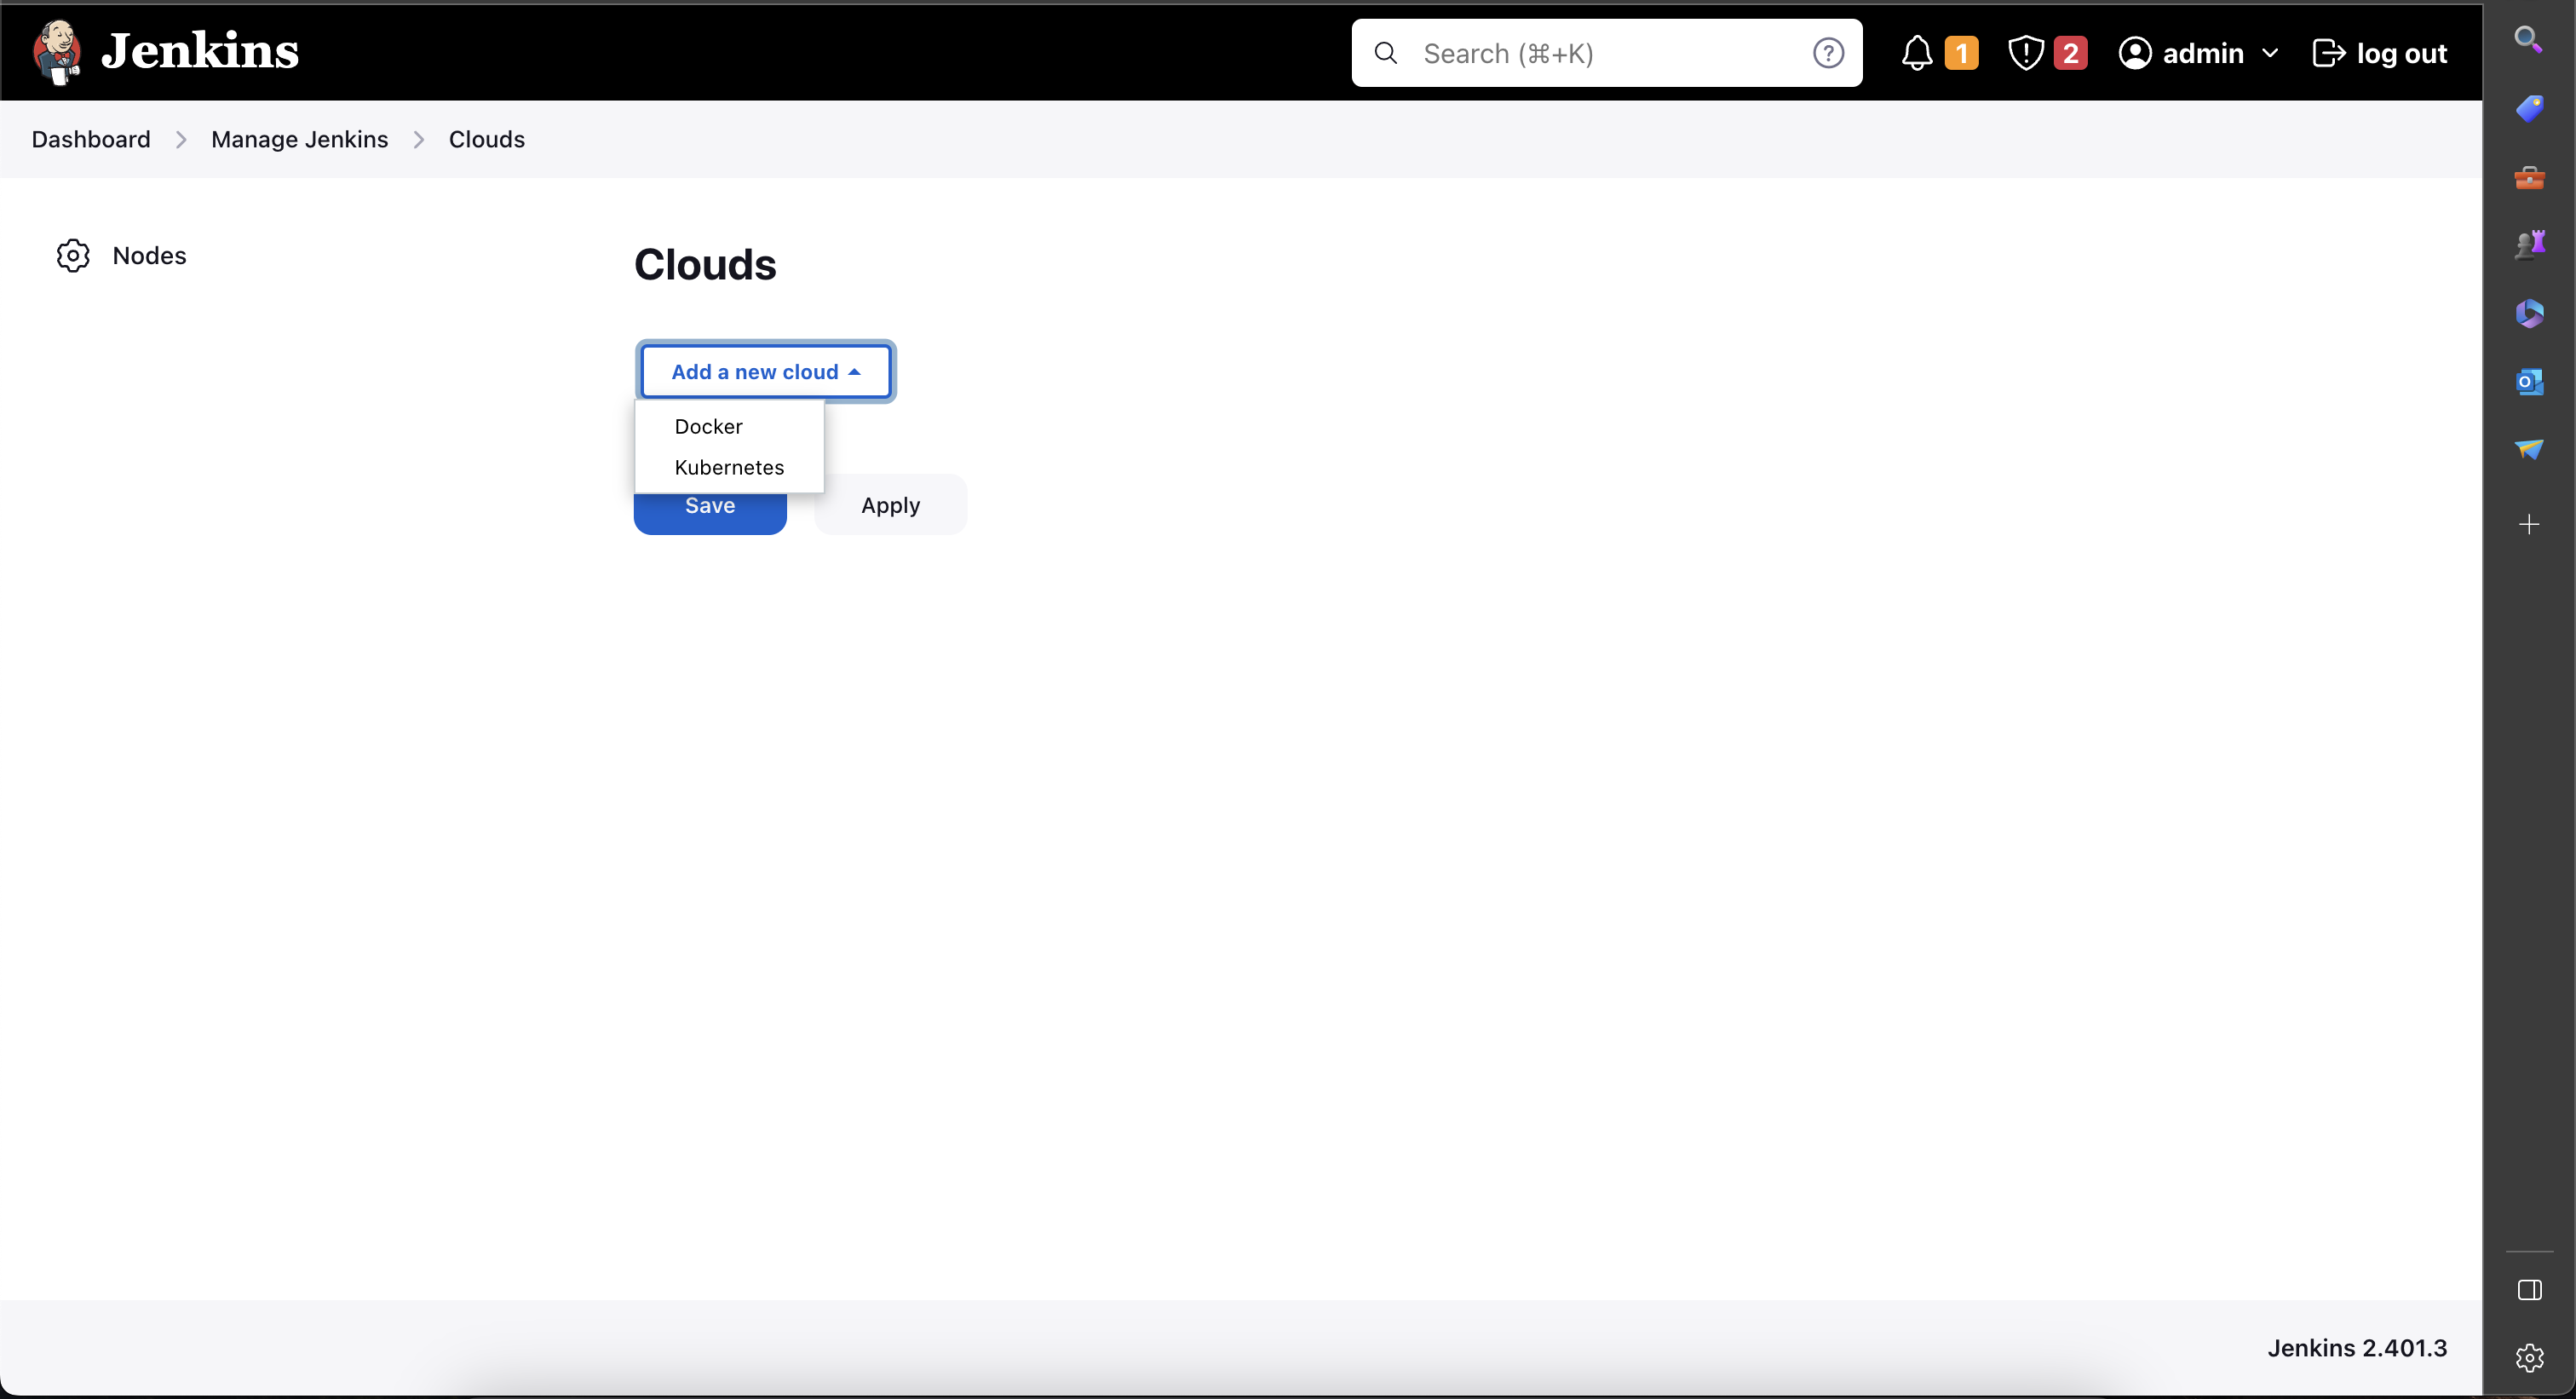 Jenkins
Search (⌘+K)
1
2
admin
log out
Dashboard
Manage Jenkins
Clouds
Nodes
Clouds
Add a new cloud
Docker
Kubernetes
Save
Apply
Jenkins 2.401.3